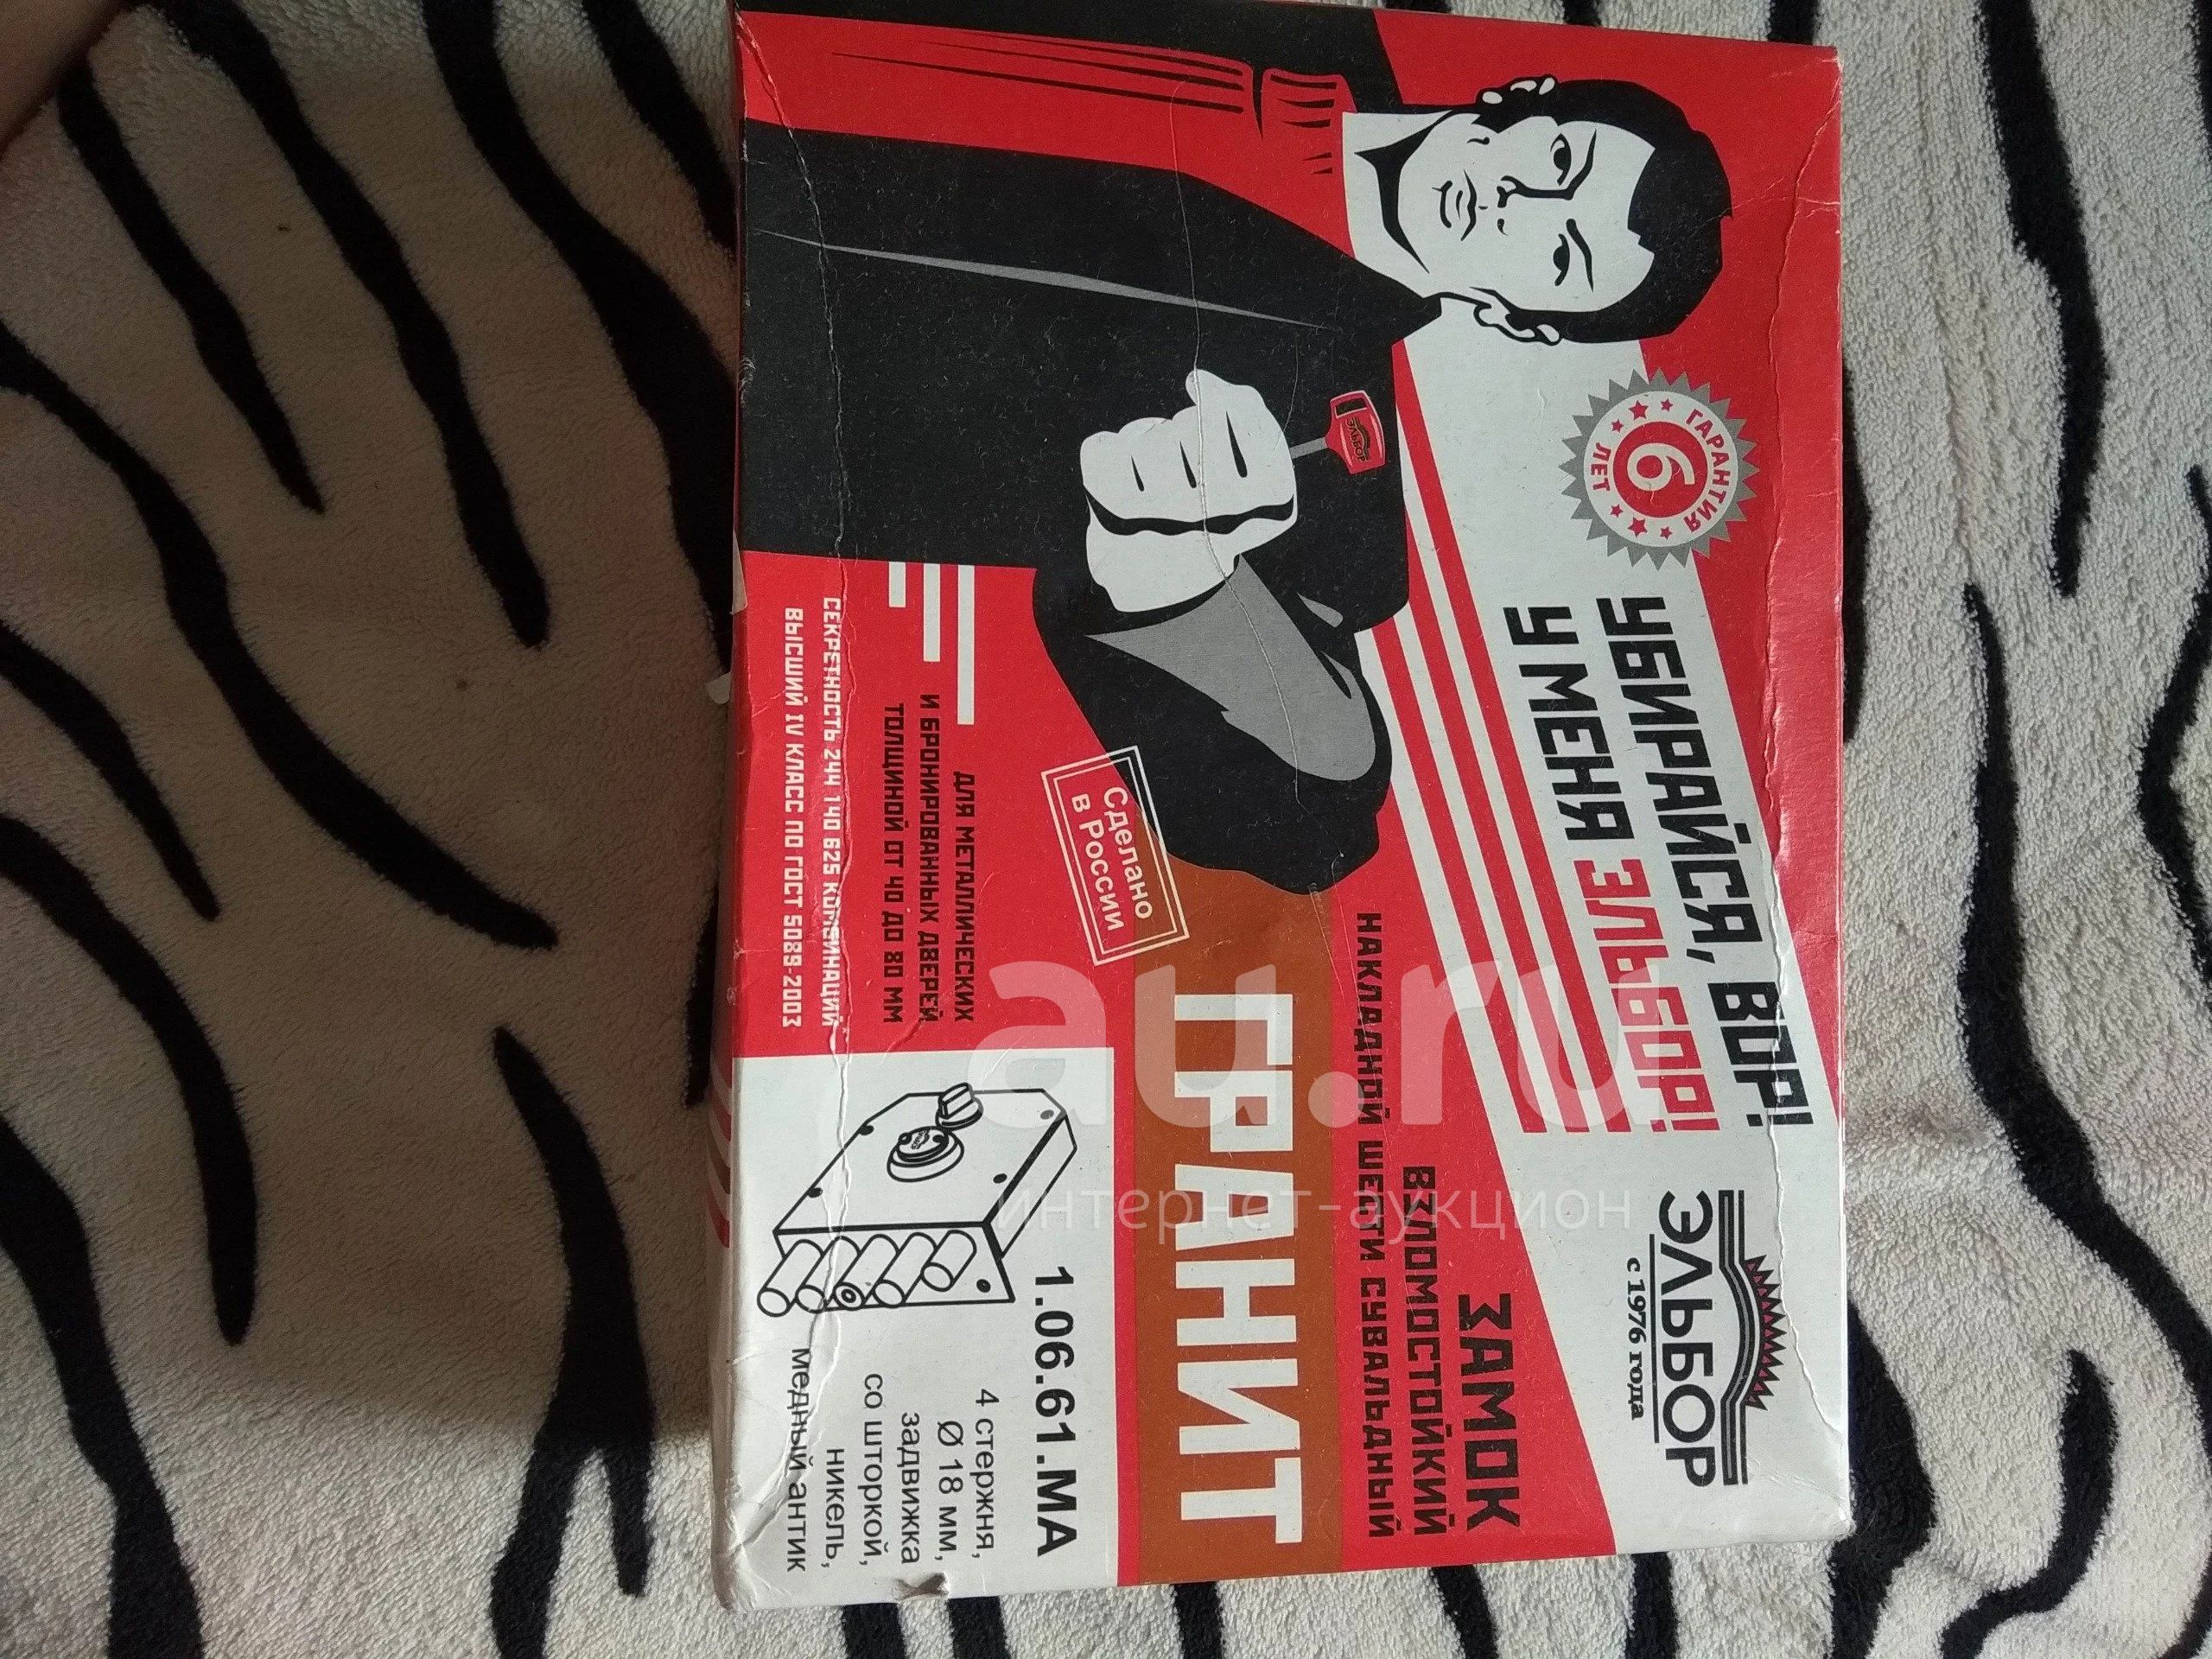 ГАРАНТИЯ
6
ЛЕТ
УБИРАЙСЯ, ВОР!
У МЕНЯ ЭЛЬБОР!
ЭЛЬБОР
с 1976 года
ЭЛЬБОР
ЗАМОК
ВЗЛОМОСТОЙКИЙ
НАКЛАДНОЙ ШЕСТИ СУВАЛЬДНЫЙ
ГРАНИТ
Сделано
в России
ДЛЯ МЕТАЛЛИЧЕСКИХ
И БРОНИРОВАННЫХ ДВЕРЕЙ
ТОЛЩИНОЙ ОТ 40 ДО 80 ММ
СЕКРЕТНОСТЬ 244 140 625 КОМБИНАЦИЙ
ВЫСШИЙ IV КЛАСС ПО ГОСТ 5089-2003
1.06.61.МА
4 стержня,
Ø 18 мм,
задвижка
со шторкой,
никель,
медный антик
au.ru
интернет-аукцион